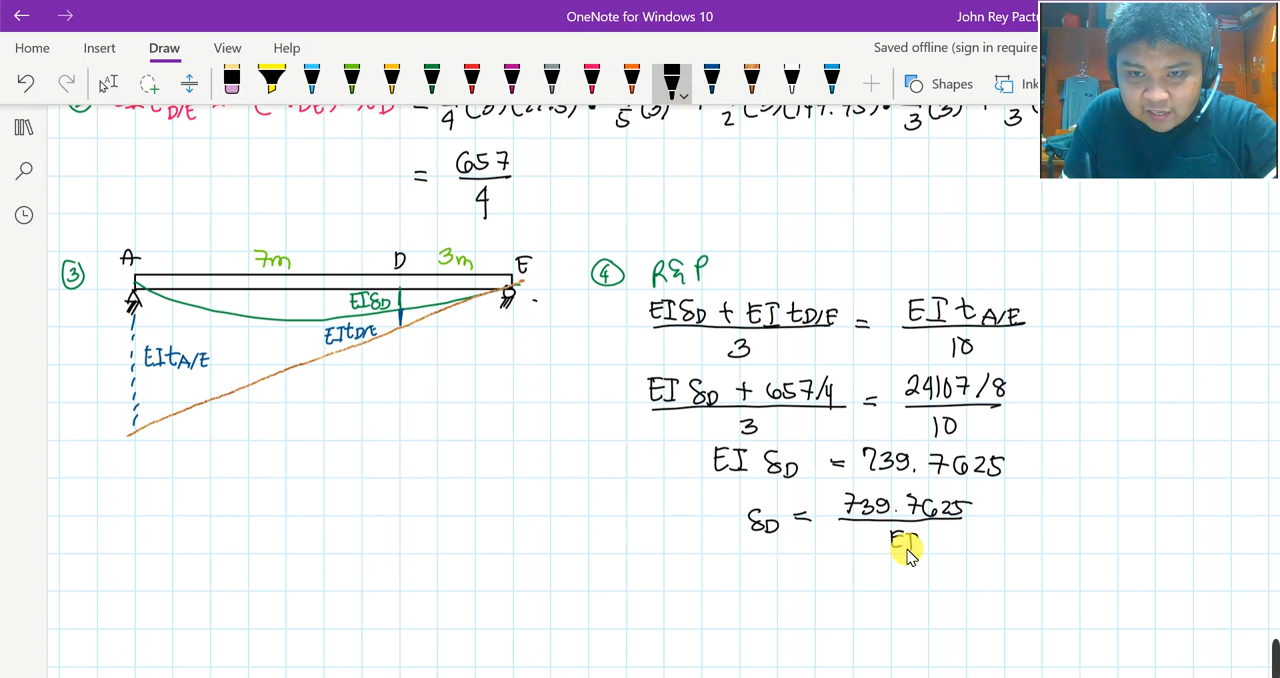 OneNote for Windows 10
John Rey Pact
Home Insert Draw View Help
Saved offline (sign in require
Shapes
Ink
= 657/4
③
A 7m D 3m E
EIδD
EItD/E
EItA/E
④ R&P
EIδD + EItD/E / 3 = EItA/E / 10
EIδD + 657/4 / 3 = 24107/8 / 10
EI δD = 739.7625
δD = 739.7625 / EI